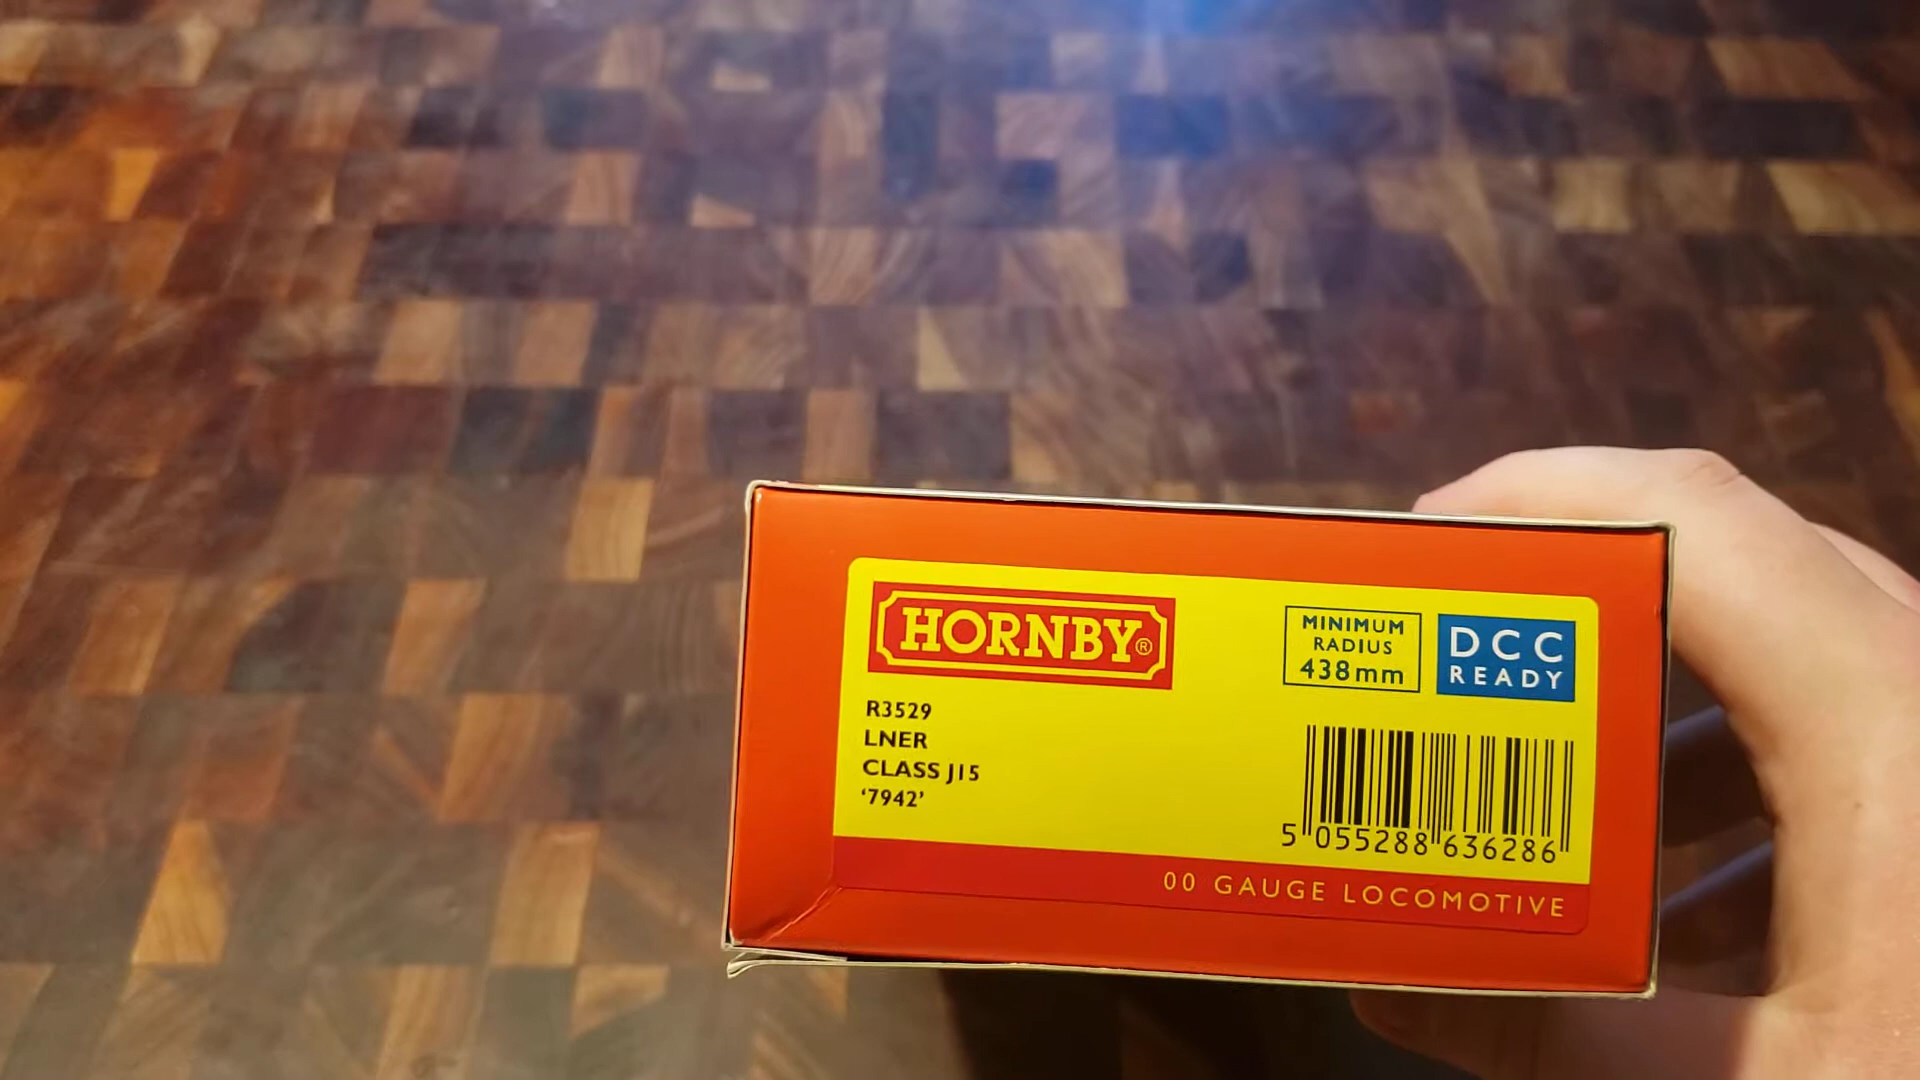 HORNBY®
MINIMUM
RADIUS
438mm
DCC
READY
R3529
LNER
CLASS J15
‘7942’
5 055288 636286
00 GAUGE LOCOMOTIVE